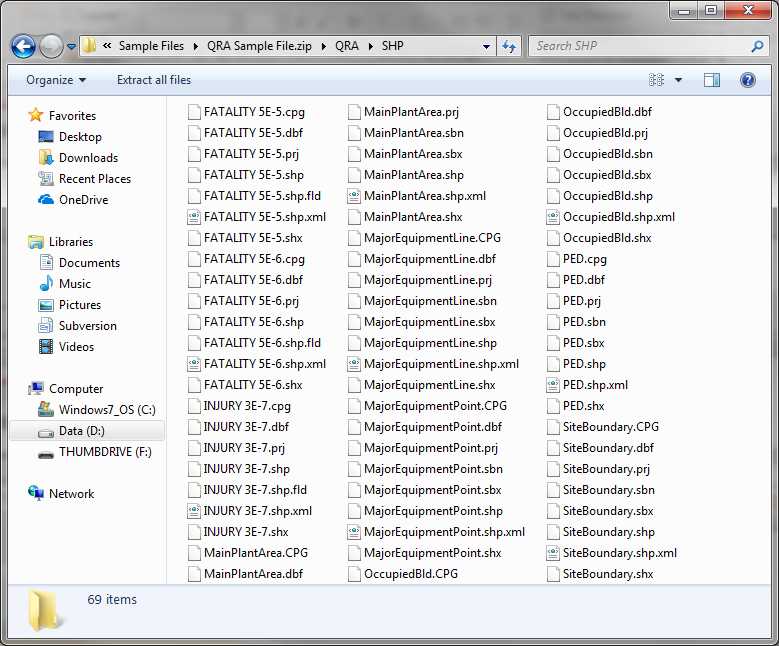 « Sample Files ▸ QRA Sample File.zip ▸ QRA ▸ SHP
Search SHP
Organize
Extract all files
Favorites
Desktop
Downloads
Recent Places
OneDrive
Libraries
Documents
Music
Pictures
Subversion
Videos
Computer
Windows7_OS (C:)
Data (D:)
THUMBDRIVE (F:)
Network
FATALITY 5E-5.cpg
FATALITY 5E-5.dbf
FATALITY 5E-5.prj
FATALITY 5E-5.shp
FATALITY 5E-5.shp.fld
FATALITY 5E-5.shp.xml
FATALITY 5E-5.shx
FATALITY 5E-6.cpg
FATALITY 5E-6.dbf
FATALITY 5E-6.prj
FATALITY 5E-6.shp
FATALITY 5E-6.shp.fld
FATALITY 5E-6.shp.xml
FATALITY 5E-6.shx
INJURY 3E-7.cpg
INJURY 3E-7.dbf
INJURY 3E-7.prj
INJURY 3E-7.shp
INJURY 3E-7.shp.fld
INJURY 3E-7.shp.xml
INJURY 3E-7.shx
MainPlantArea.CPG
MainPlantArea.dbf
MainPlantArea.prj
MainPlantArea.sbn
MainPlantArea.sbx
MainPlantArea.shp
MainPlantArea.shp.xml
MainPlantArea.shx
MajorEquipmentLine.CPG
MajorEquipmentLine.dbf
MajorEquipmentLine.prj
MajorEquipmentLine.sbn
MajorEquipmentLine.sbx
MajorEquipmentLine.shp
MajorEquipmentLine.shp.xml
MajorEquipmentLine.shx
MajorEquipmentPoint.CPG
MajorEquipmentPoint.dbf
MajorEquipmentPoint.prj
MajorEquipmentPoint.sbn
MajorEquipmentPoint.sbx
MajorEquipmentPoint.shp
MajorEquipmentPoint.shp.xml
MajorEquipmentPoint.shx
OccupiedBld.CPG
OccupiedBld.dbf
OccupiedBld.prj
OccupiedBld.sbn
OccupiedBld.sbx
OccupiedBld.shp
OccupiedBld.shp.xml
OccupiedBld.shx
PED.cpg
PED.dbf
PED.prj
PED.sbn
PED.sbx
PED.shp
PED.shp.xml
PED.shx
SiteBoundary.CPG
SiteBoundary.dbf
SiteBoundary.prj
SiteBoundary.sbn
SiteBoundary.sbx
SiteBoundary.shp
SiteBoundary.shp.xml
SiteBoundary.shx
69 items